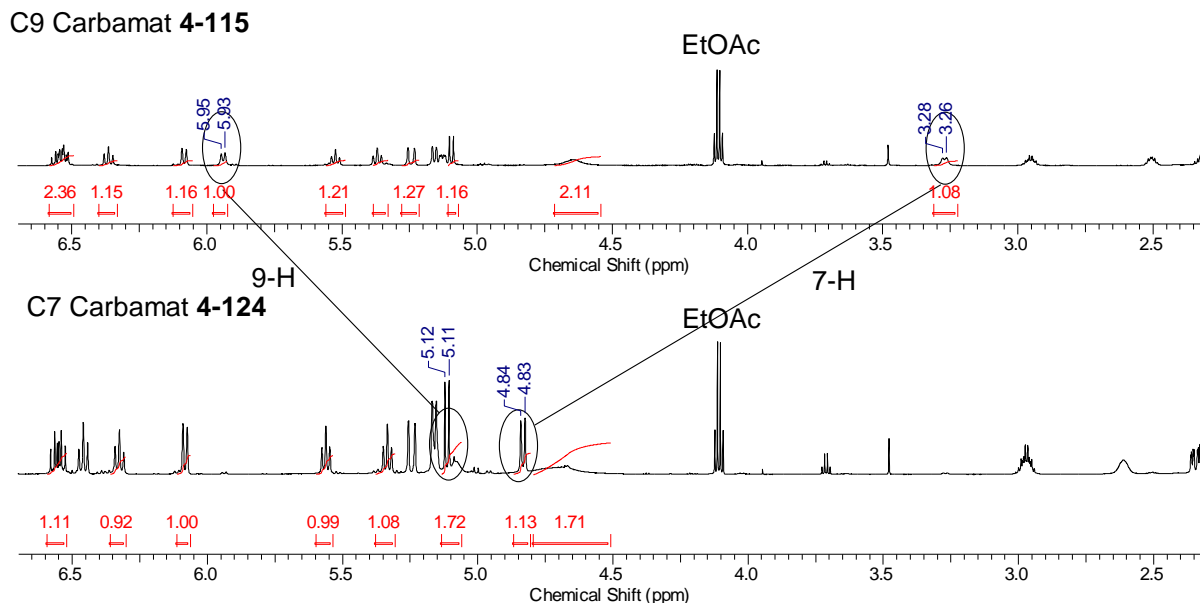 C9 Carbamat 4-115
EtOAc
5.95
5.93
3.28
3.26
2.36 1.15 1.16 1.00 1.21 1.27 1.16 2.11 1.08
6.5 6.0 5.5 5.0 4.5 4.0 3.5 3.0 2.5
Chemical Shift (ppm)
9-H
7-H
C7 Carbamat 4-124
EtOAc
5.12
5.11
4.84
4.83
1.11 0.92 1.00 0.99 1.08 1.72 1.13 1.71
6.5 6.0 5.5 5.0 4.5 4.0 3.5 3.0 2.5
Chemical Shift (ppm)